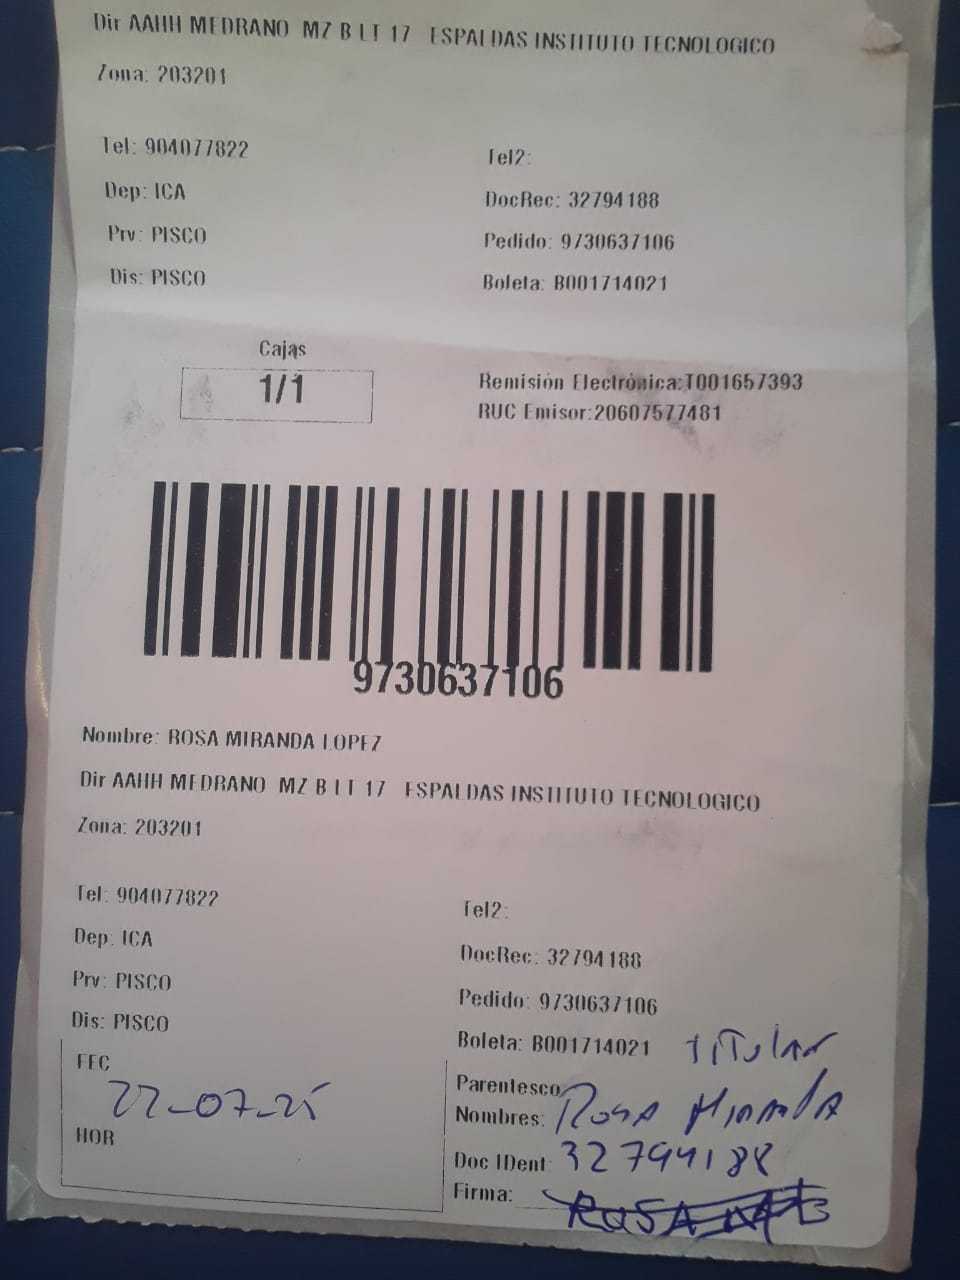 Dir AAHH MEDRANO MZ B LT 17 ESPALDAS INSTITUTO TECNOLOGICO
Zona: 203201
Tel: 904077822 Tel2:
Dep: ICA DocRec: 32794188
Prv: PISCO Pedido: 9730637106
Dis: PISCO Boleta: B001714021
Cajas
1/1
Remisión Electrónica:T001657393
RUC Emisor:20607577481
9730637106
Nombre: ROSA MIRANDA LOPEZ
Dir AAHH MEDRANO MZ B LT 17 ESPALDAS INSTITUTO TECNOLOGICO
Zona: 203201
Tel: 904077822 Tel2:
Dep: ICA DocRec: 32794188
Prv: PISCO Pedido: 9730637106
Dis: PISCO Boleta: B001714021
FEC Parentesco: Titular
22-07-25 Nombres: Rosa Miranda
HOR Doc IDent 32794188
Firma: ROSA